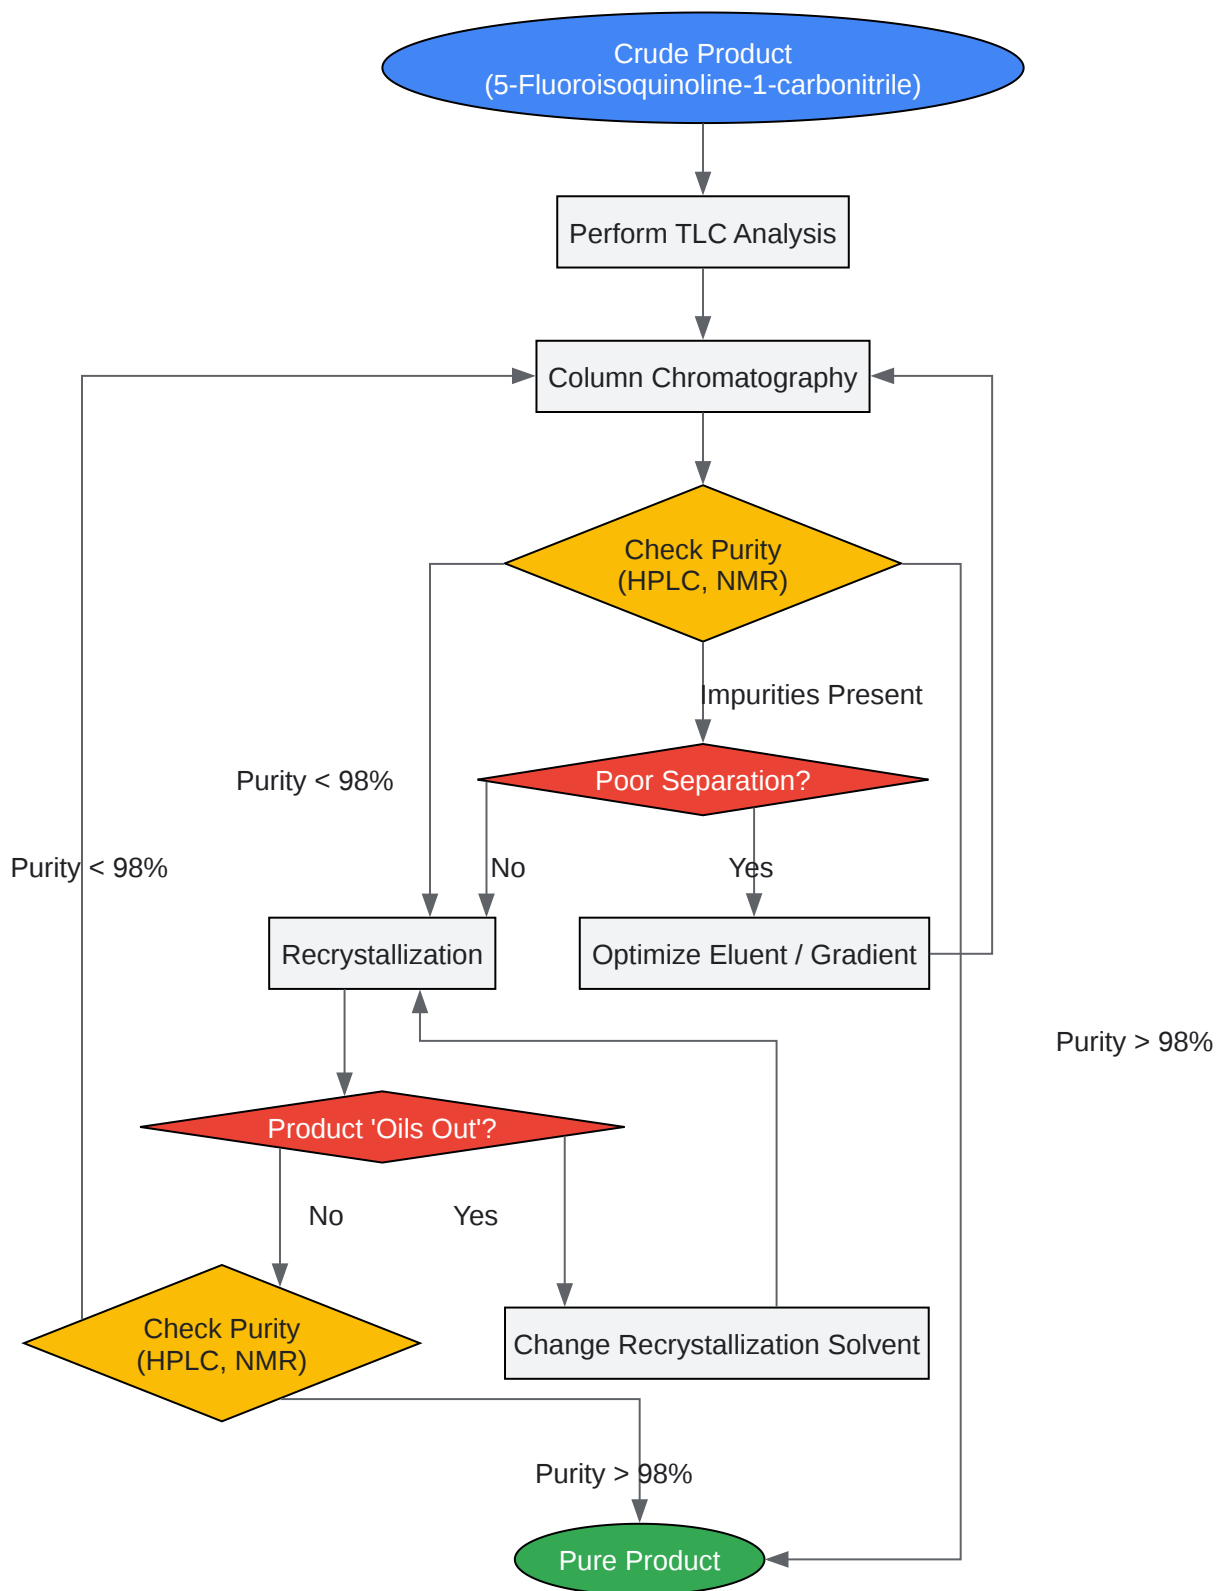 Crude Product
(5-Fluoroisoquinoline-1-carbonitrile)
Perform TLC Analysis
Column Chromatography
Check Purity
(HPLC, NMR)
Impurities Present
Purity < 98%
Poor Separation?
Purity < 98%
No
Yes
Recrystallization
Optimize Eluent / Gradient
Purity > 98%
Product 'Oils Out'?
No
Yes
Check Purity
(HPLC, NMR)
Change Recrystallization Solvent
Purity > 98%
Pure Product